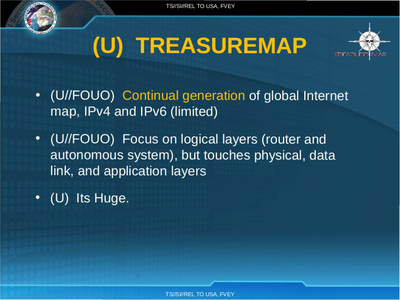 TS//SI//REL TO USA, FVEY
(U) TREASUREMAP
TREASURE MAP
• (U//FOUO) Continual generation of global Internet
map, IPv4 and IPv6 (limited)
• (U//FOUO) Focus on logical layers (router and
autonomous system), but touches physical, data
link, and application layers
• (U) Its Huge.
TS//SI//REL TO USA, FVEY